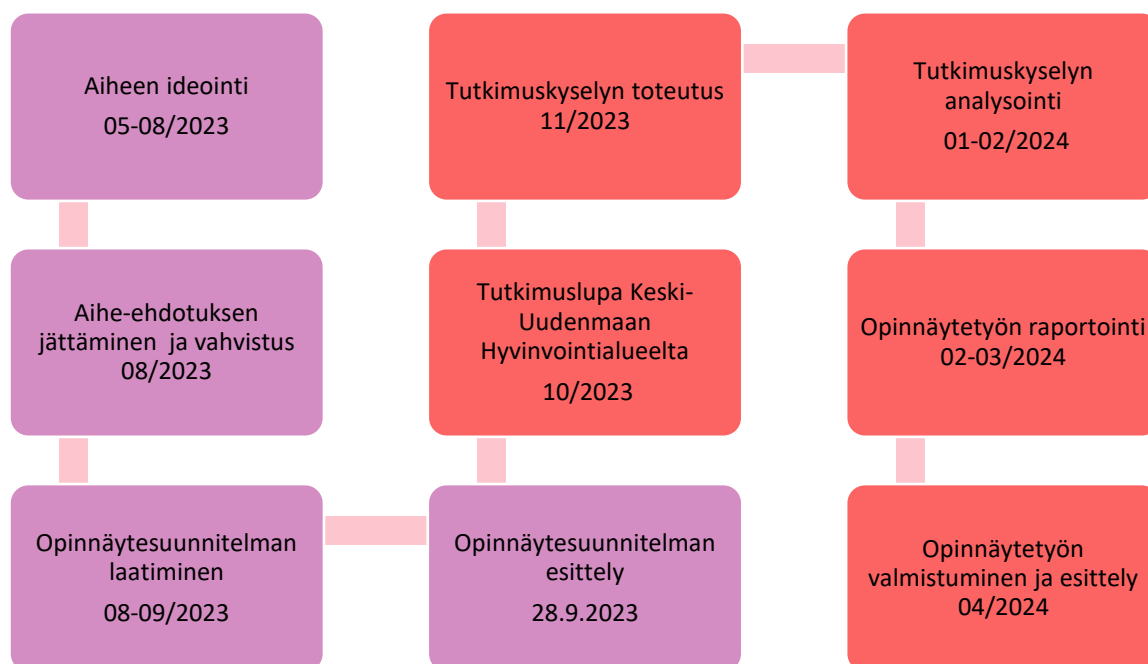 Aiheen ideointi
05-08/2023
Aihe-ehdotuksen
jättäminen ja vahvistus
08/2023
Opinnäytesuunnitelman
laatiminen
08-09/2023
Opinnäytesuunnitelman
esittely
28.9.2023
Tutkimuslupa Keski-
Uudenmaan
Hyvinvointialueelta
10/2023
Tutkimuskyselyn toteutus
11/2023
Tutkimuskyselyn
analysointi
01-02/2024
Opinnäytetyön raportointi
02-03/2024
Opinnäytetyön
valmistuminen ja esittely
04/2024